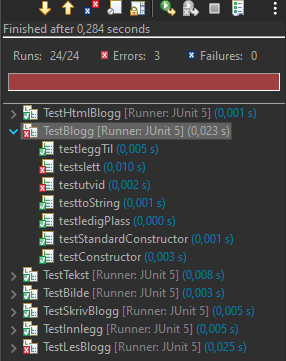 Finished after 0,284 seconds
Runs: 24/24 Errors: 3 Failures: 0
TestHtmlBlogg [Runner: JUnit 5] (0,001 s)
TestBlogg [Runner: JUnit 5] (0,023 s)
testleggTil (0,005 s)
testslett (0,010 s)
testutvid (0,002 s)
testtoString (0,001 s)
testledigPlass (0,000 s)
testStandardConstructor (0,001 s)
testConstructor (0,003 s)
TestTekst [Runner: JUnit 5] (0,008 s)
TestBilde [Runner: JUnit 5] (0,003 s)
TestSkrivBlogg [Runner: JUnit 5] (0,005 s)
TestInnlegg [Runner: JUnit 5] (0,005 s)
TestLesBlogg [Runner: JUnit 5] (0,025 s)